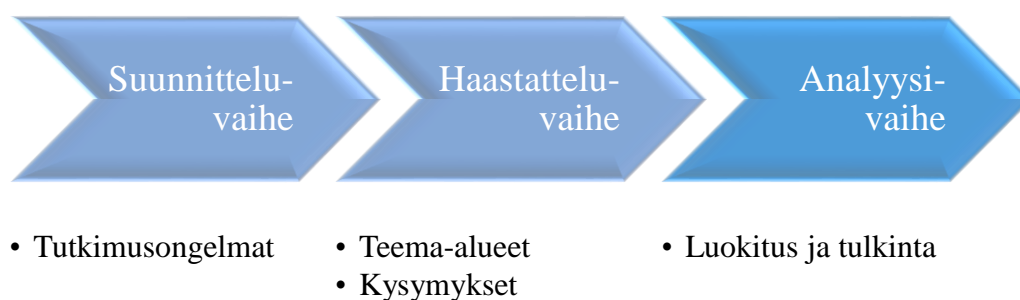 Suunnittelu-
vaihe
Haastattelu-
vaihe
Analyysi-
vaihe
• Tutkimusongelmat
• Teema-alueet
• Kysymykset
• Luokitus ja tulkinta